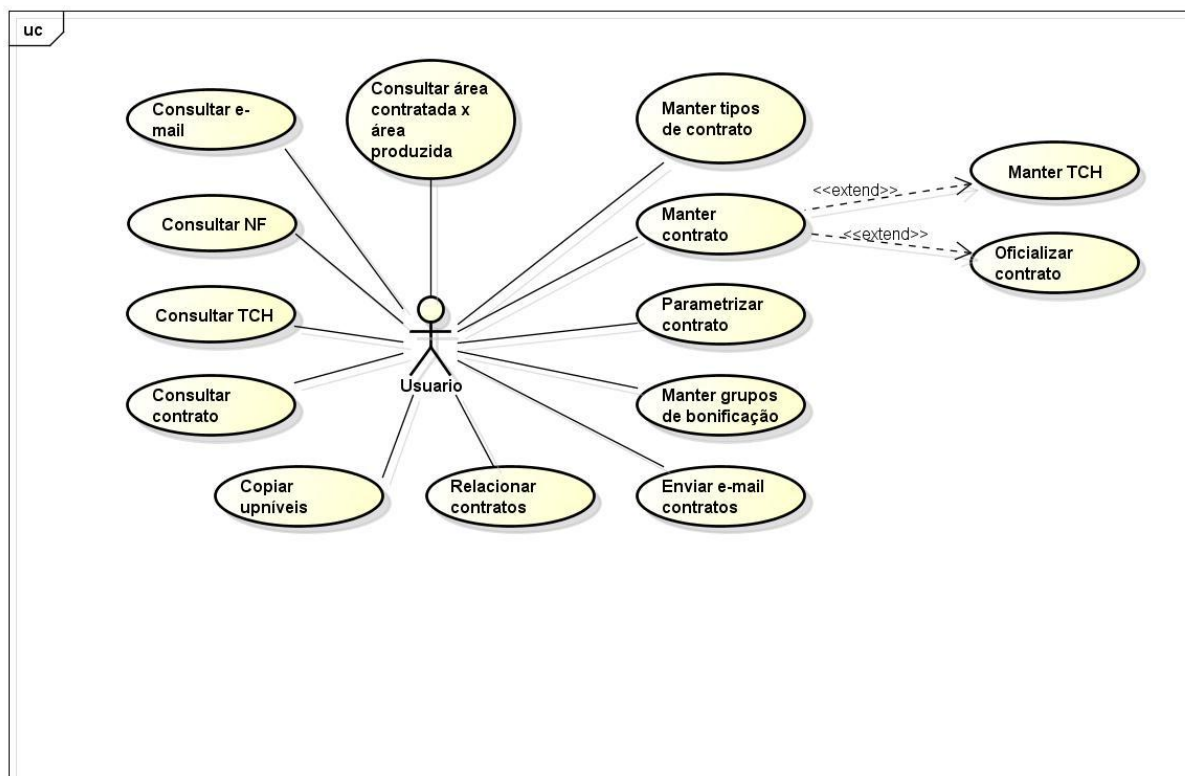 uc
Consultar e-
mail
Consultar área
contratada x
área
produzida
Manter tipos
de contrato
Manter TCH
<<extend>>
Consultar NF
Manter
contrato
<<extend>>
Oficializar
contrato
Consultar TCH
Parametrizar
contrato
Usuario
Consultar
contrato
Manter grupos
de bonificação
Copiar
upníveis
Relacionar
contratos
Enviar e-mail
contratos